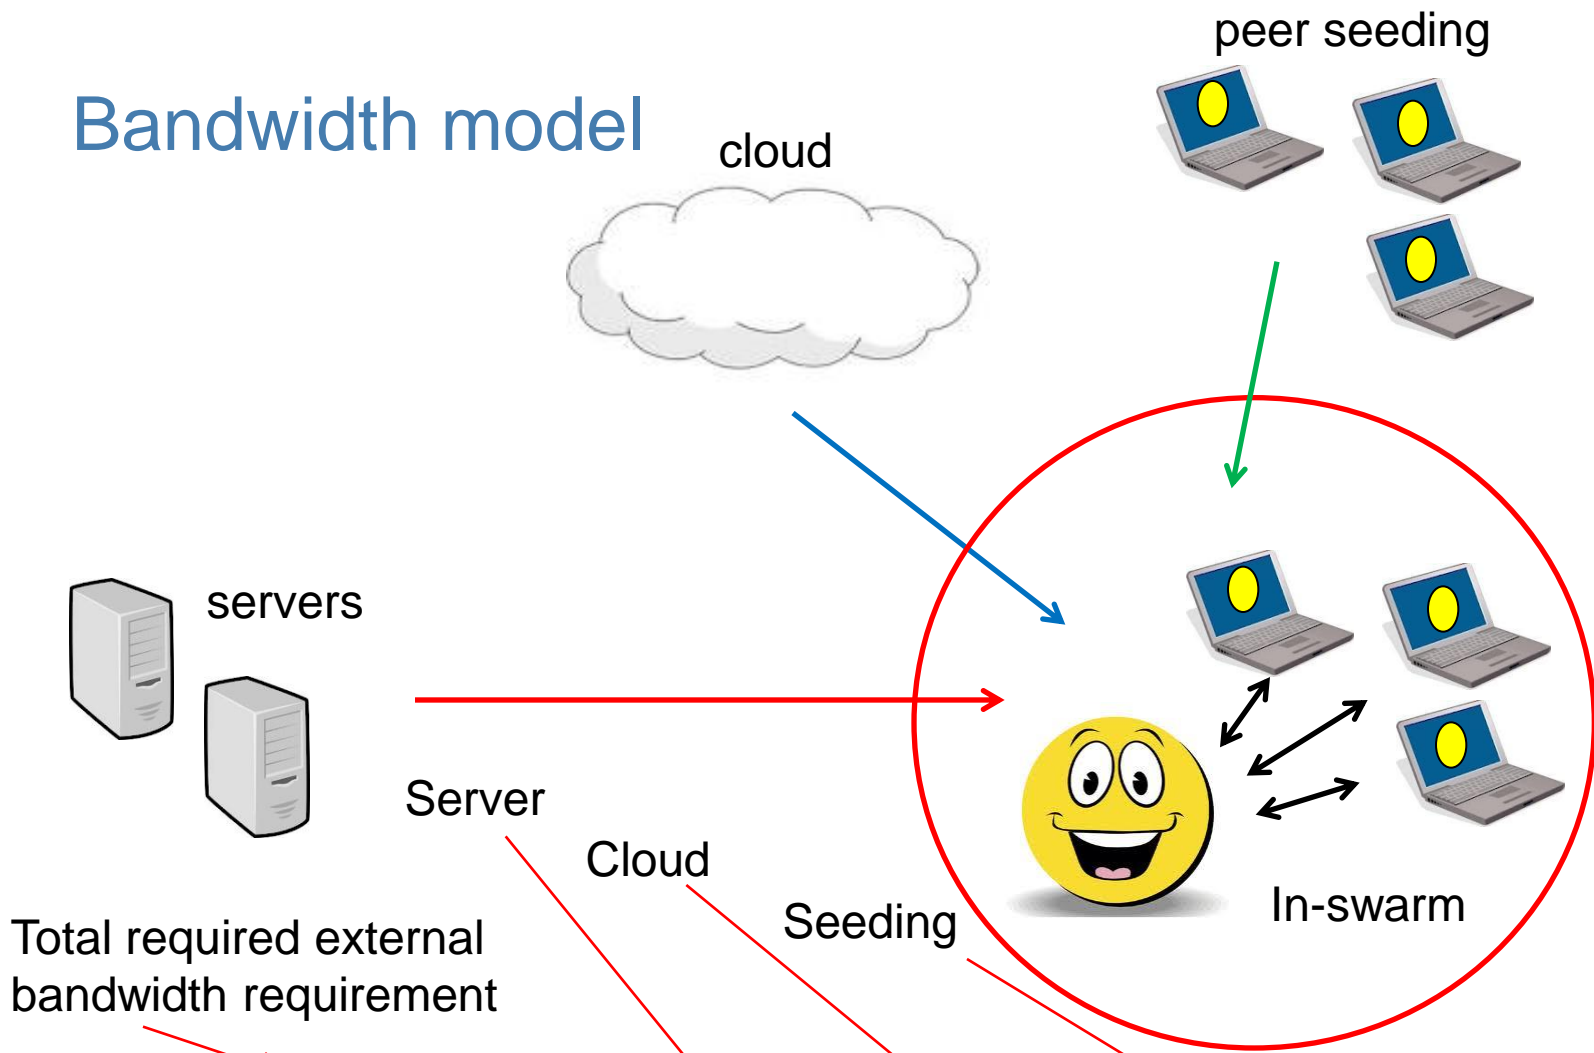 peer seeding
Bandwidth model
cloud
servers
Server
Cloud
Seeding
In-swarm
Total required external
bandwidth requirement